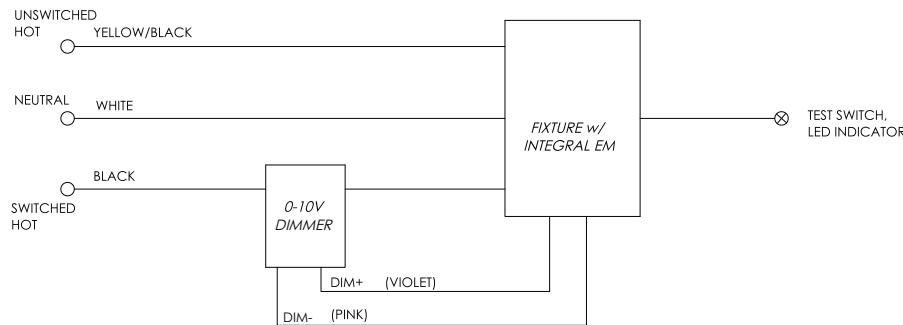 UNSWITCHED
HOT
YELLOW/BLACK
NEUTRAL
WHITE
FIXTURE w/
INTEGRAL EM
TEST SWITCH,
LED INDICATOR
BLACK
SWITCHED
HOT
0-10V
DIMMER
DIM+ (VIOLET)
DIM- (PINK)